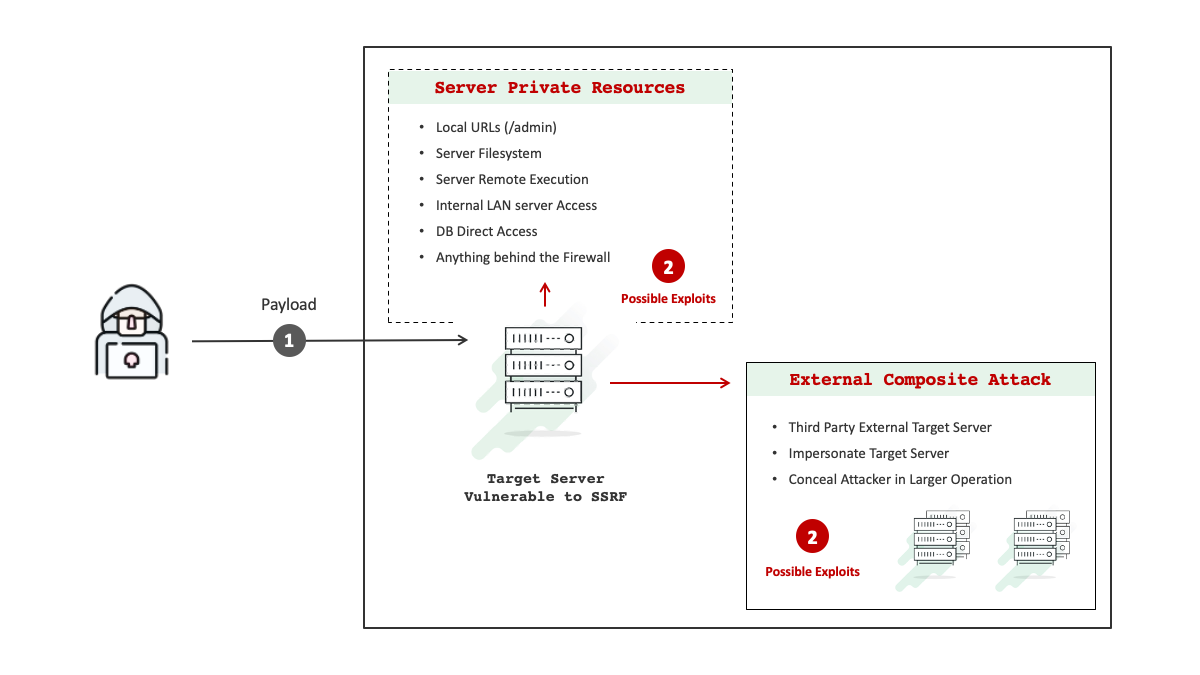 Server Private Resources
• Local URLs (/admin)
• Server Filesystem
• Server Remote Execution
• Internal LAN server Access
• DB Direct Access
• Anything behind the Firewall
2
Possible Exploits
Payload
1
Target Server
Vulnerable to SSRF
External Composite Attack
• Third Party External Target Server
• Impersonate Target Server
• Conceal Attacker in Larger Operation
2
Possible Exploits